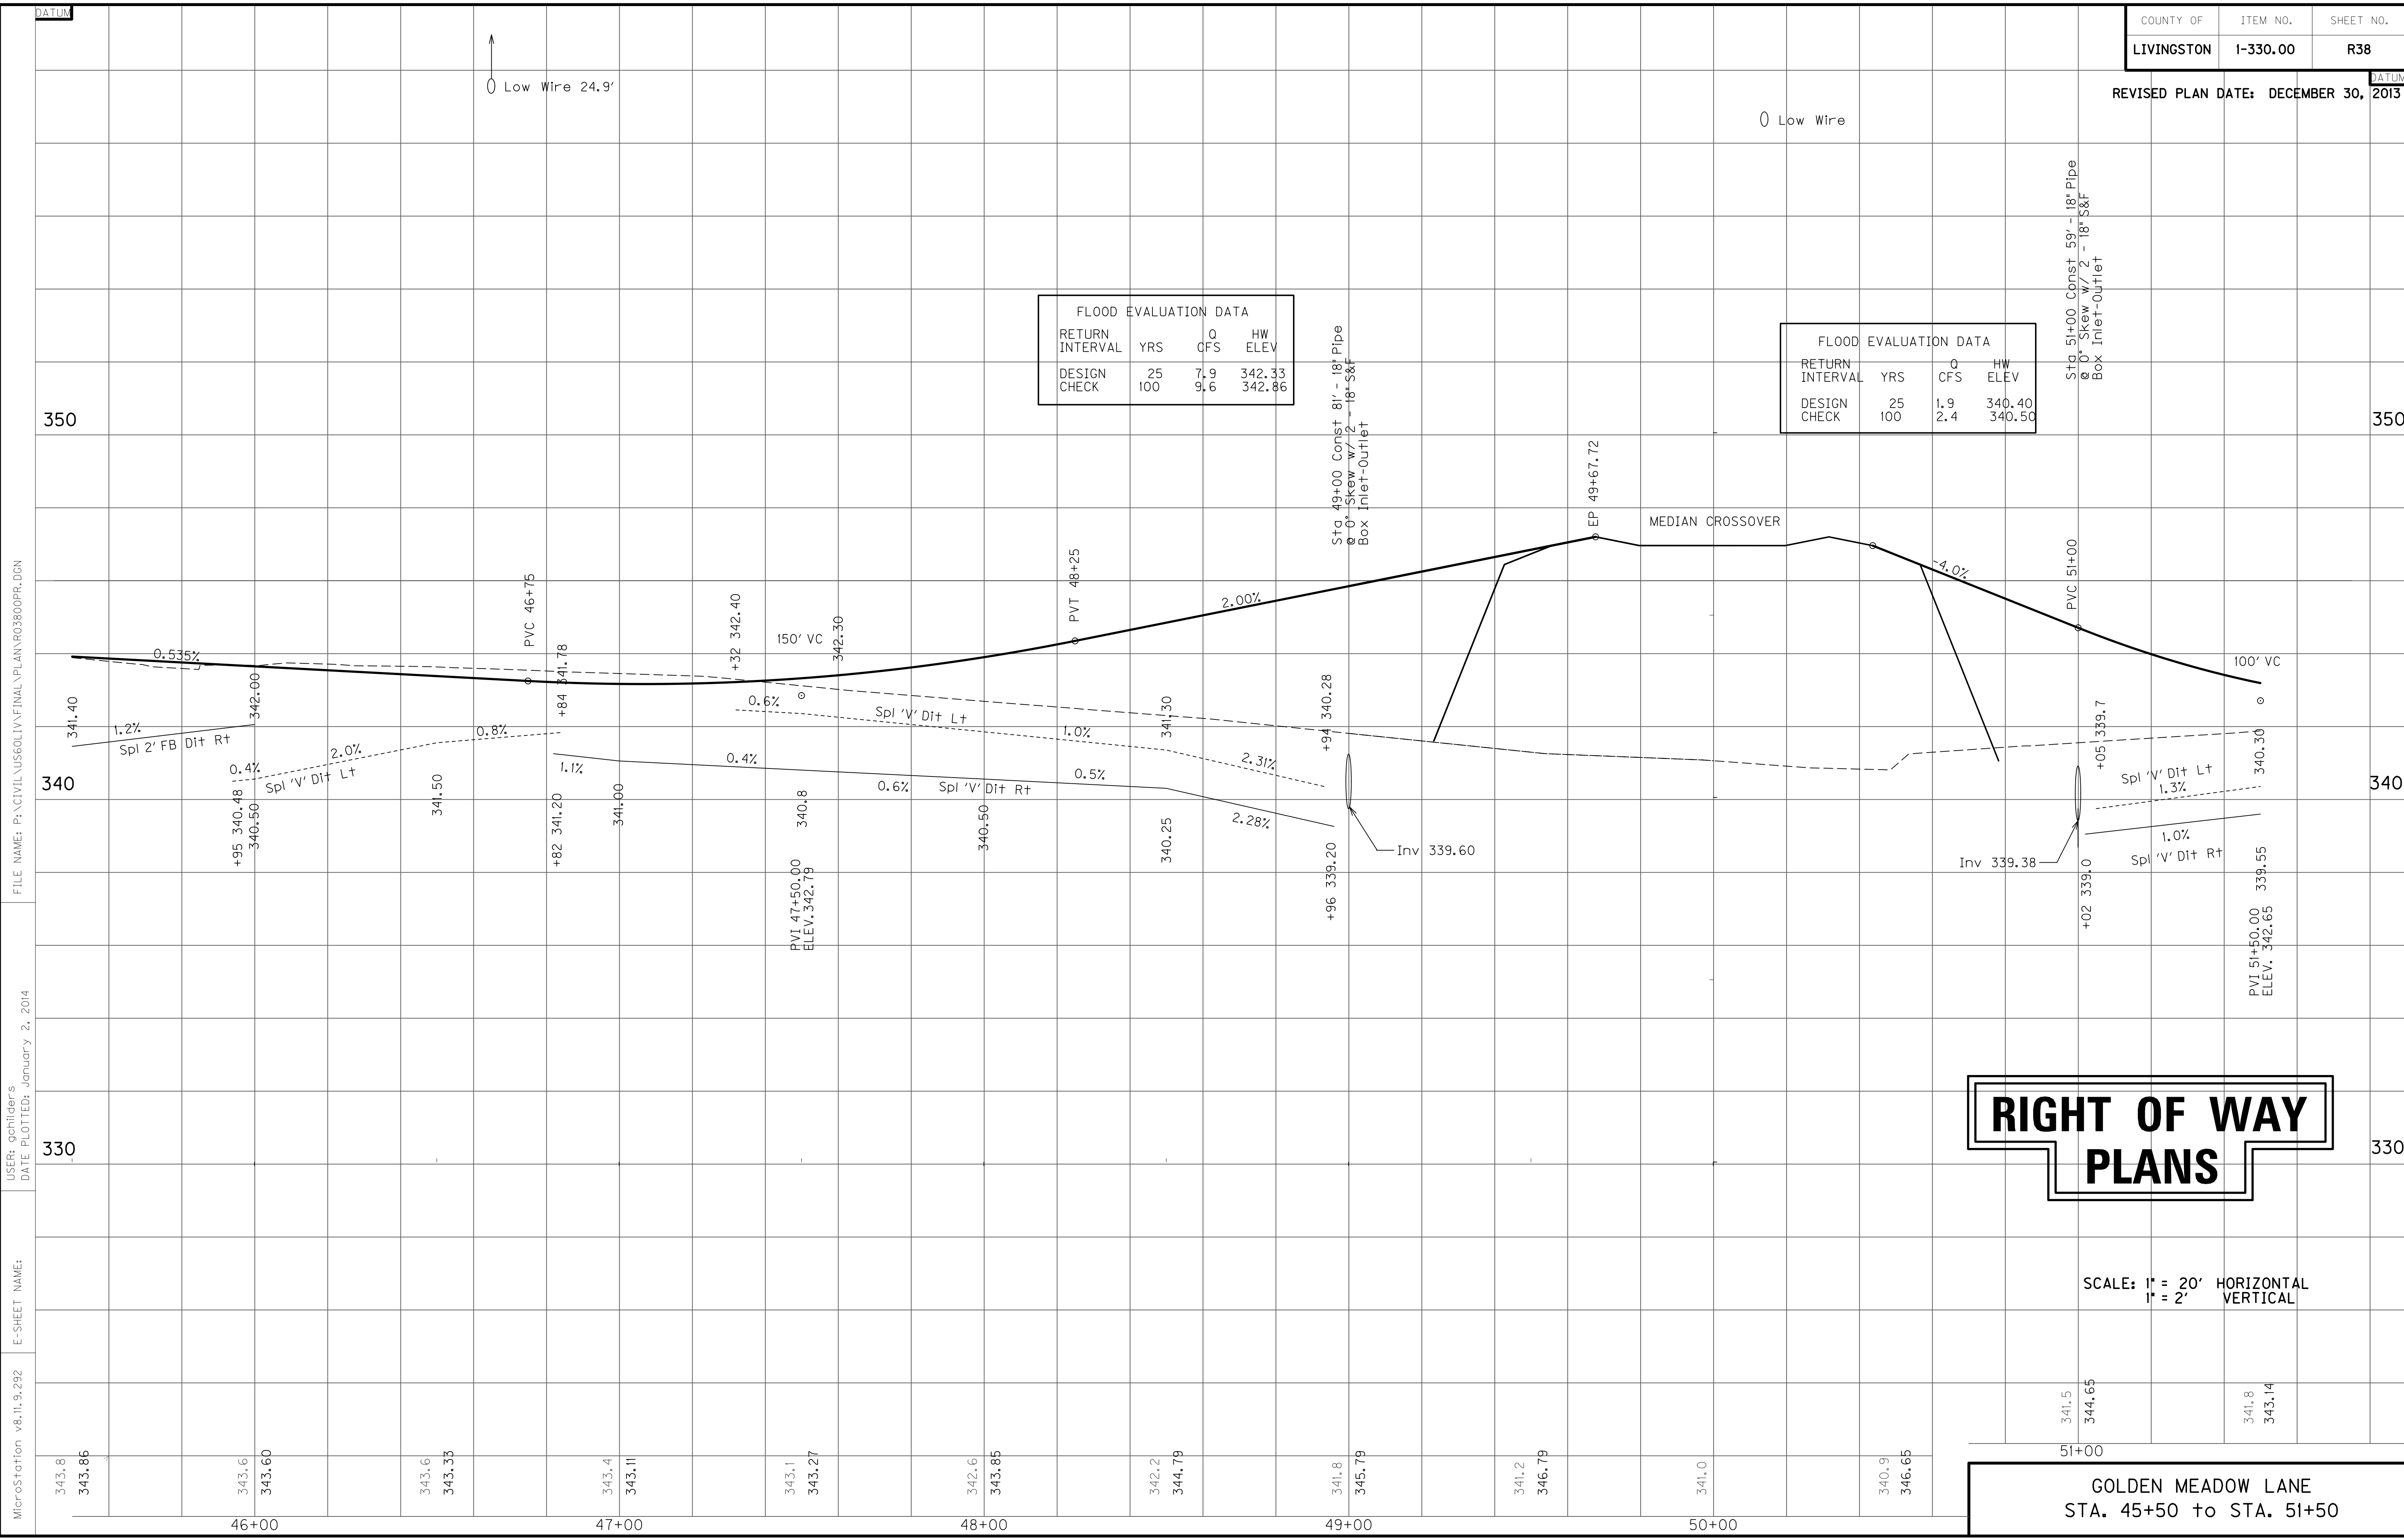 DATUM
COUNTY OF ITEM NO. SHEET NO.
LIVINGSTON 1-330.00 R38
DATUM
REVISED PLAN DATE: DECEMBER 30, 2013
Low Wire 24.9'
Low Wire
Sta 51+00 Const 59' - 18" Pipe
@ 0° Skew w/ 2 - 18" S&F
Box Inlet-Outlet
FLOOD EVALUATION DATA
RETURN Q HW
INTERVAL YRS CFS ELEV
DESIGN 25 7.9 342.33
CHECK 100 9.6 342.86
Sta 49+00 Const 81' - 18" Pipe
@ 0° Skew w/ 2 - 18" S&F
Box Inlet-Outlet
FLOOD EVALUATION DATA
RETURN Q HW
INTERVAL YRS CFS ELEV
DESIGN 25 1.9 340.40
CHECK 100 2.4 340.50
350
350
EP 49+67.72
MEDIAN CROSSOVER
PVC 46+75
PVT 48+25
PVC 51+00
-4.0%
2.00%
0.535%
+84 341.78
+32 342.40
150' VC
342.30
100' VC
341.40
1.2%
Spl 2' FB Dit Rt
342.00
0.4%
2.0%
Spl 'V' Dit Lt
0.8%
1.1%
0.4%
0.6%
Spl 'V' Dit Lt
1.0%
341.30
2.31%
+94 340.28
0.6%
Spl 'V' Dit Rt
0.5%
2.28%
+05 339.7
Spl 'V' Dit Lt
1.3%
340.30
1.0%
Spl 'V' Dit Rt
340
340
+95 340.48
340.50
341.50
+82 341.20
341.00
340.8
340.50
340.25
+96 339.20
Inv 339.60
Inv 339.38
+02 339.0
339.55
PVI 47+50.00
ELEV. 342.79
PVI 51+50.00
ELEV. 342.65
330
330
RIGHT OF WAY
PLANS
SCALE: 1" = 20' HORIZONTAL
1" = 2' VERTICAL
343.8
343.86
343.6
343.60
343.6
343.33
343.4
343.11
343.1
343.27
342.6
343.85
342.2
344.79
341.8
345.79
341.2
346.79
341.0
340.9
346.65
341.5
344.65
341.8
343.14
46+00
47+00
48+00
49+00
50+00
51+00
GOLDEN MEADOW LANE
STA. 45+50 to STA. 51+50
FILE NAME: P:\CIVIL\US60LIV\FINAL\PLAN\R03800PR.DGN
USER: gchilders
DATE PLOTTED: January 2, 2014
E-SHEET NAME:
MicroStation v8.11.9.292